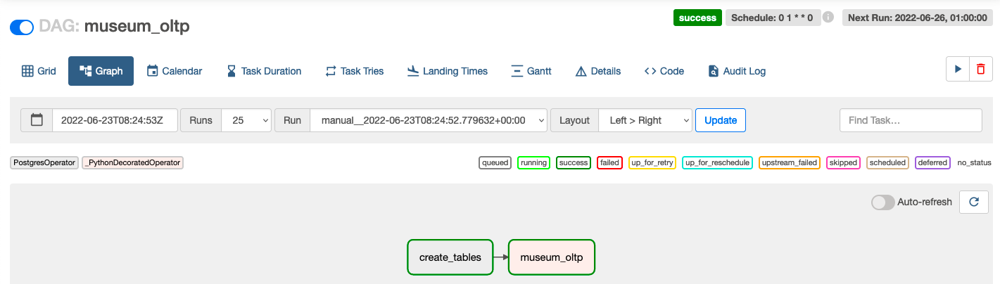 DAG: museum_oltp
success Schedule: 0 1 * * 0 Next Run: 2022-06-26, 01:00:00
Grid Graph Calendar Task Duration Task Tries Landing Times Gantt Details Code Audit Log
2022-06-23T08:24:53Z Runs 25 Run manual__2022-06-23T08:24:52.779632+00:00 Layout Left > Right Update Find Task...
PostgresOperator _PythonDecoratedOperator queued running success failed up_for_retry up_for_reschedule upstream_failed skipped scheduled deferred no_status
Auto-refresh
create_tables museum_oltp